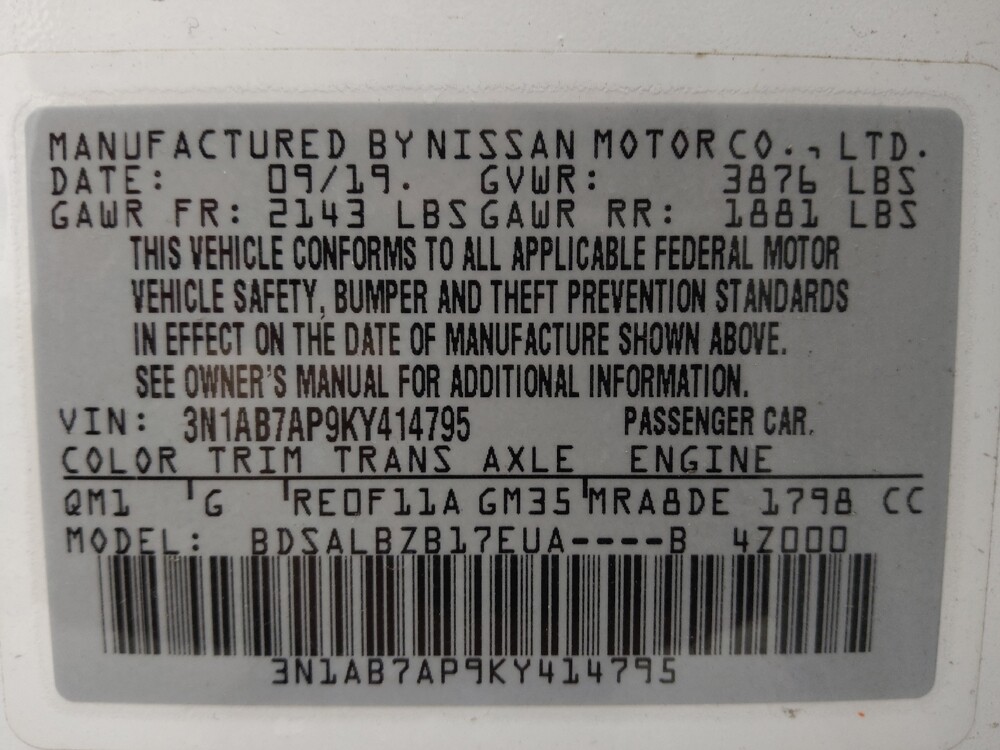 MANUFACTURED BY NISSAN MOTOR CO., LTD.
DATE: 09/19. GVWR: 3876 LBS
GAWR FR: 2143 LBS GAWR RR: 1881 LBS
THIS VEHICLE CONFORMS TO ALL APPLICABLE FEDERAL MOTOR
VEHICLE SAFETY, BUMPER AND THEFT PREVENTION STANDARDS
IN EFFECT ON THE DATE OF MANUFACTURE SHOWN ABOVE.
SEE OWNER'S MANUAL FOR ADDITIONAL INFORMATION.
VIN: 3N1AB7AP9KY414795 PASSENGER CAR.
COLOR TRIM TRANS AXLE ENGINE
QM1 G RE0F11A GM35 MRA8DE 1798 CC
MODEL: BDSALBZB17EUA----B 4Z000
3N1AB7AP9KY414795